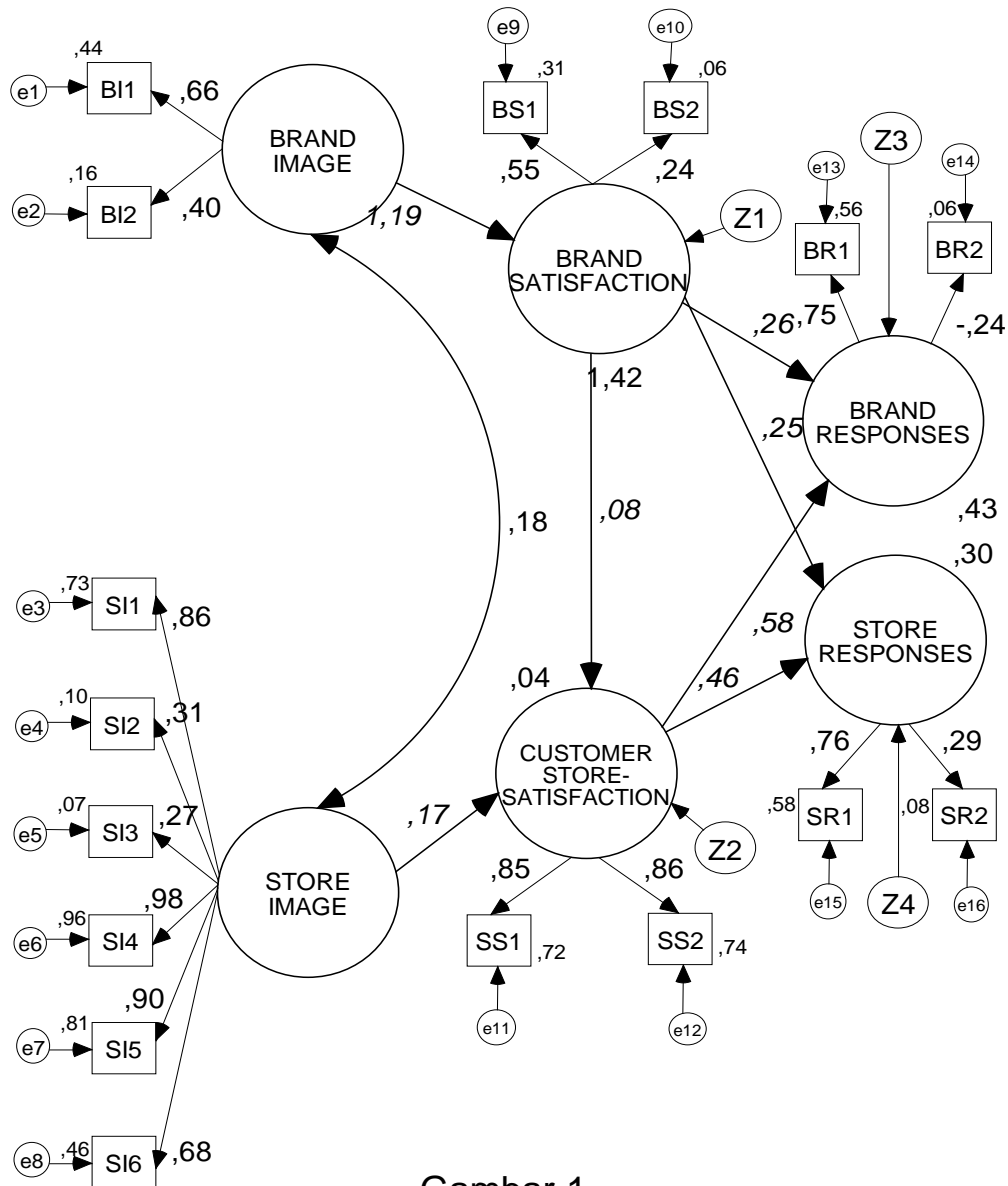 e9
e10
,44
,31
,06
e1
BI1
,66
BS1
BS2
BRAND
IMAGE
Z3
e13
e14
,16
,55
,24
e2
BI2
,40
1,19
Z1
,56
,06
BR1
BR2
BRAND
SATISFACTION
,26
,75
-,24
1,42
BRAND
RESPONSES
,25
,08
,18
,43
,30
,73
e3
SI1
,86
,58
STORE
RESPONSES
,46
,04
,10
e4
SI2
,31
CUSTOMER
STORE-
SATISFACTION
,76
,29
,07
e5
SI3
,27
,17
,58
SR1
,08
SR2
Z2
,85
,86
STORE
IMAGE
e15
Z4
e16
,98
,96
e6
SI4
SS1
,72
SS2
,74
,90
,81
e7
SI5
e11
e12
,46
e8
SI6
,68
Gambar 1